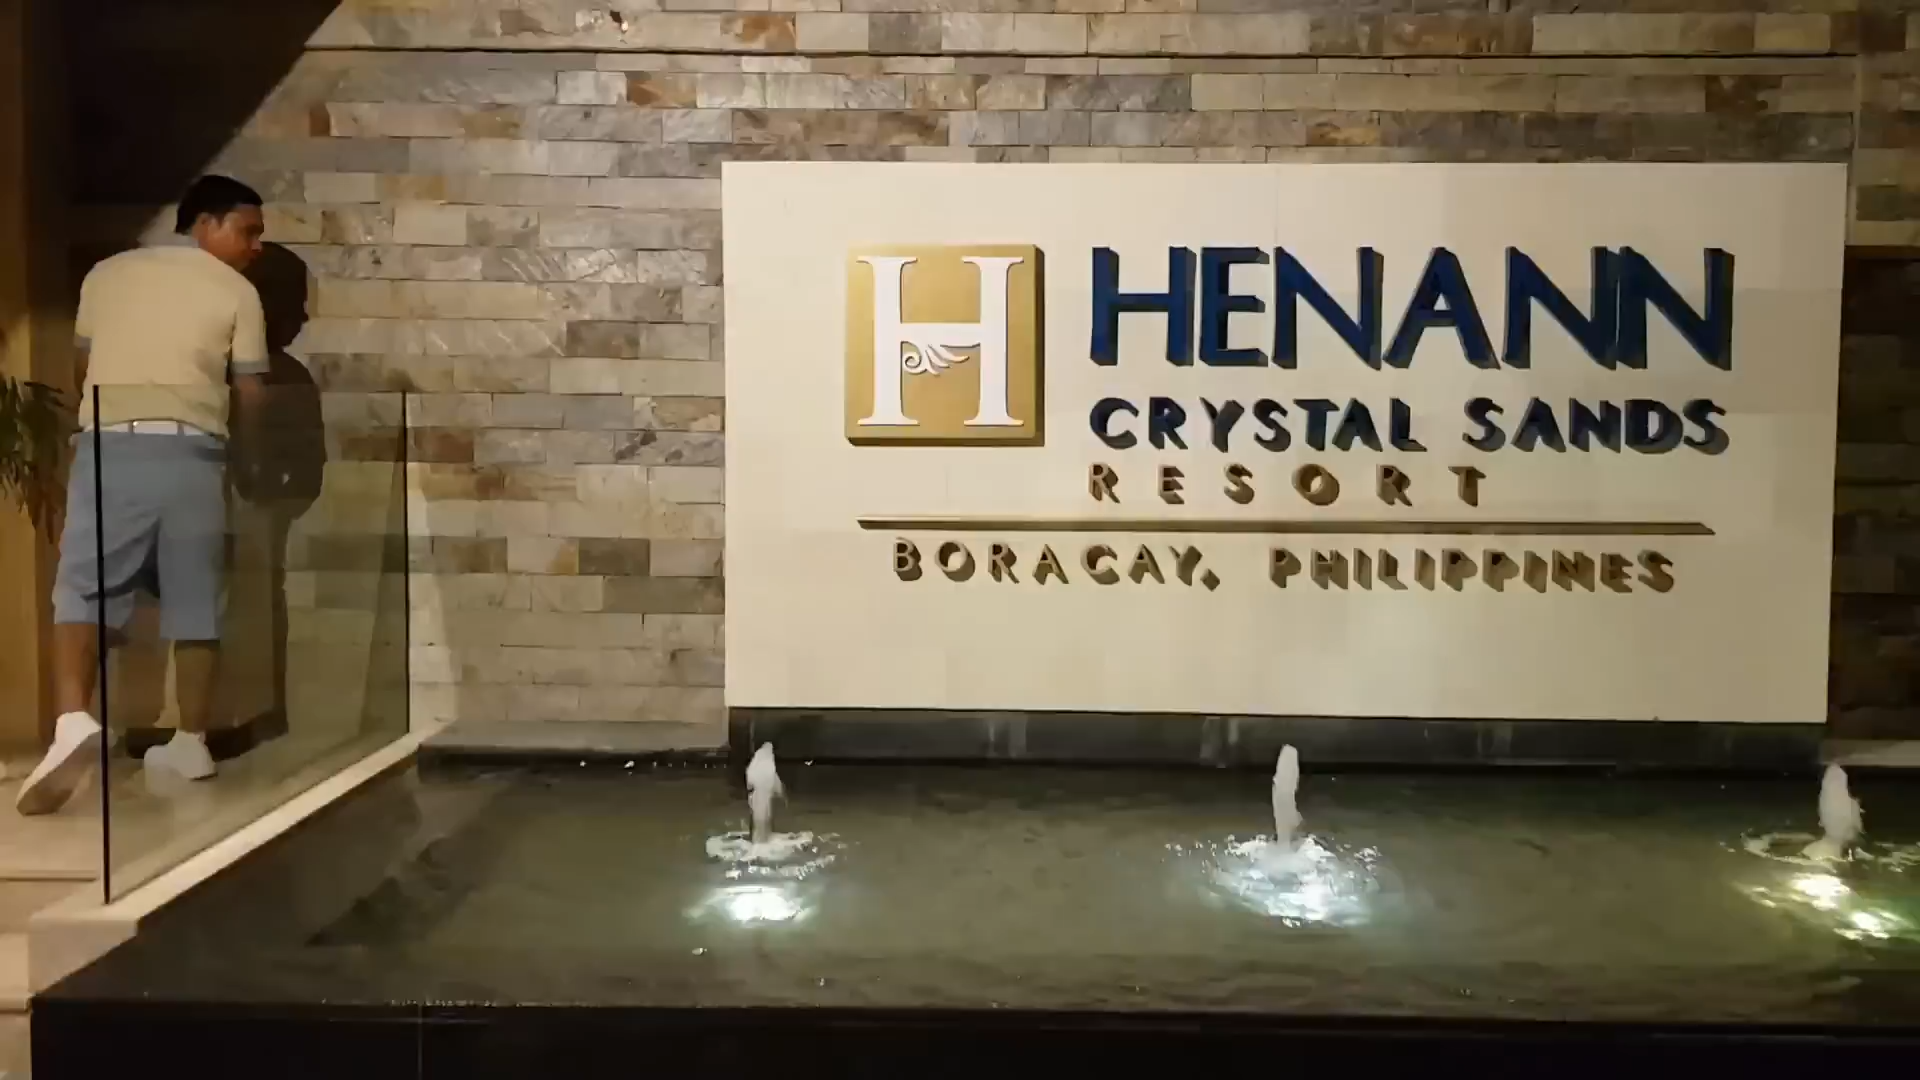 H
HENANN
CRYSTAL SANDS
RESORT
BORACAY, PHILIPPINES